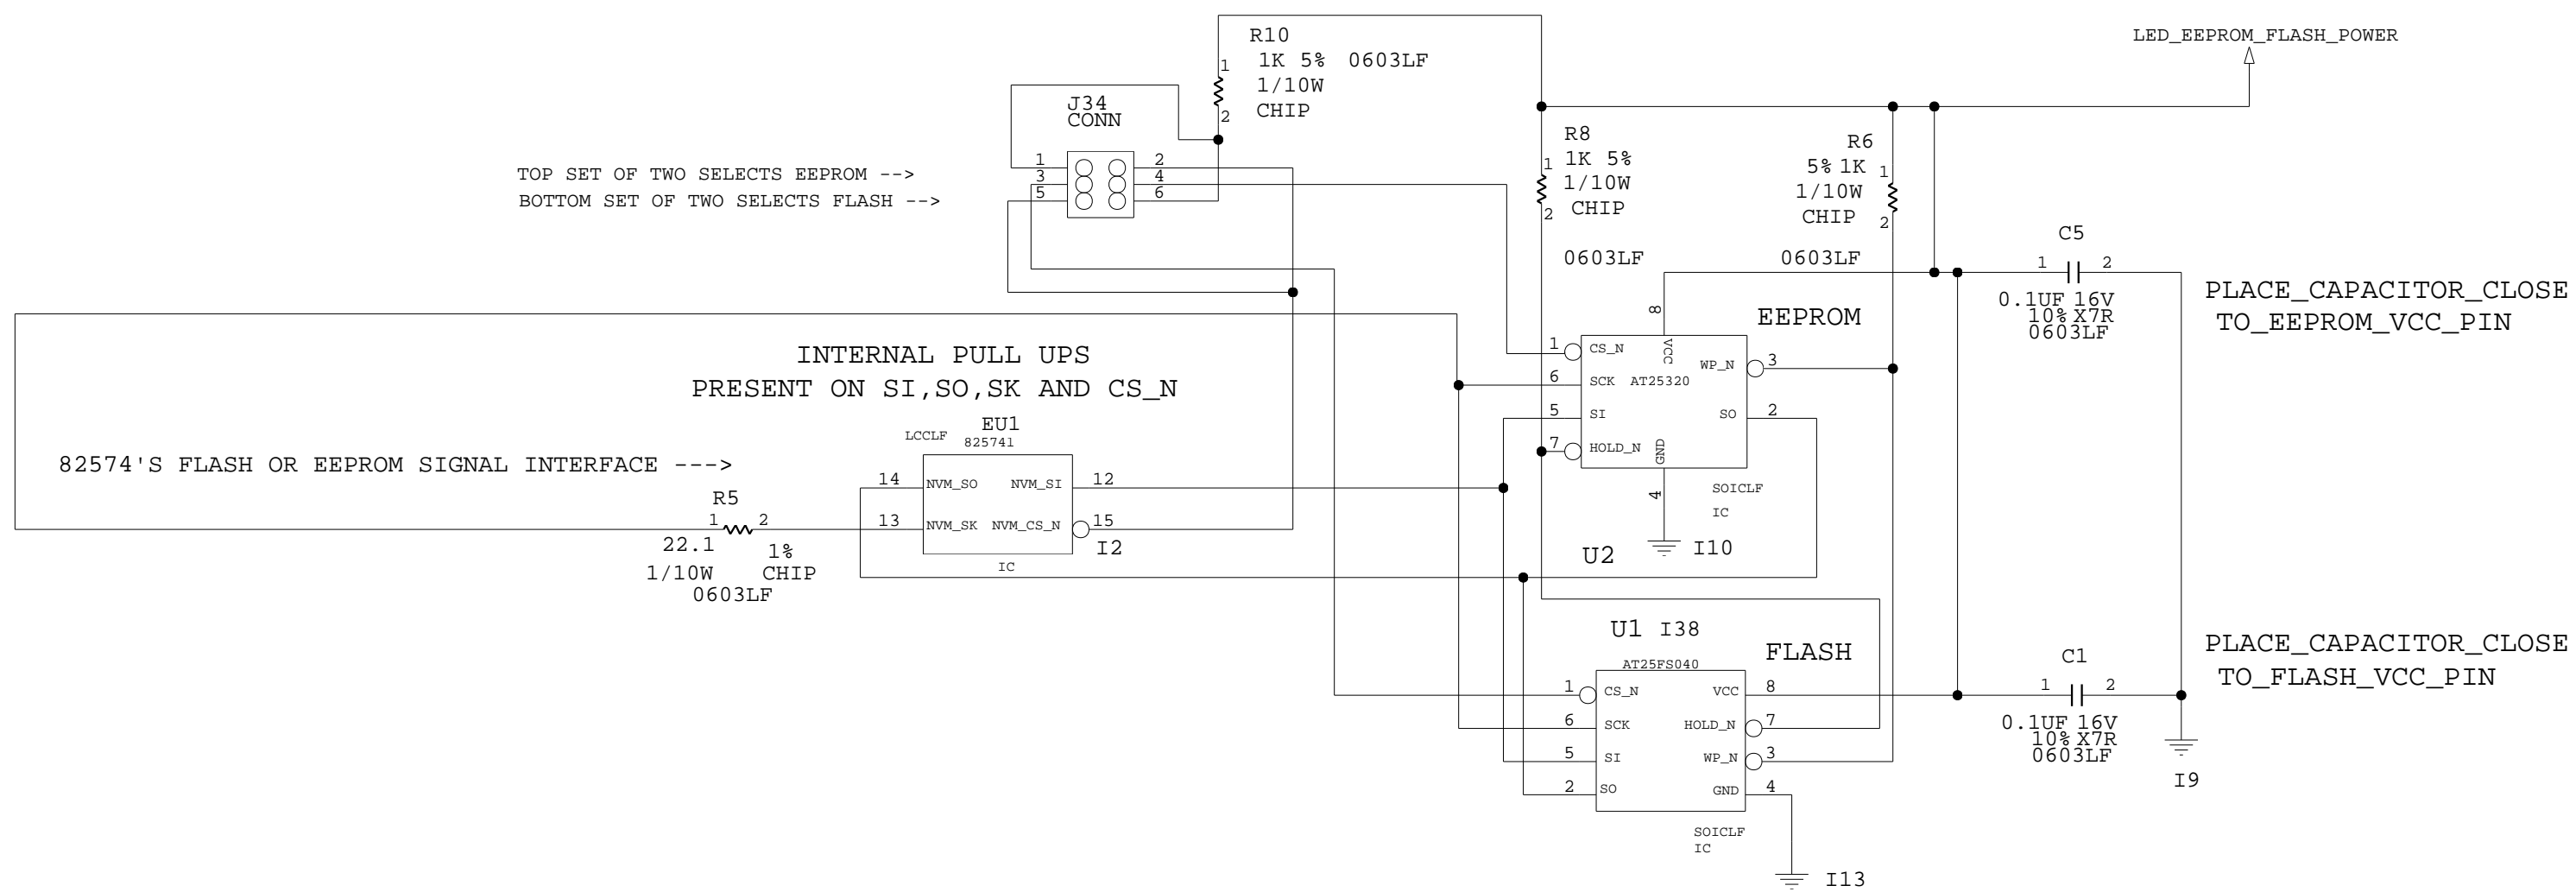 LED_EEPROM_FLASH_POWER
R10
1
1K 5% 0603LF
1/10W
CHIP
2
J34
CONN
1 2
3 4
5 6
TOP SET OF TWO SELECTS EEPROM -->
BOTTOM SET OF TWO SELECTS FLASH -->
R8
1 1K 5%
1/10W
2 CHIP
0603LF
R6
5% 1K 1
1/10W
CHIP 2
0603LF
C5
1 2
0.1UF 16V
10% X7R
0603LF
PLACE_CAPACITOR_CLOSE
TO_EEPROM_VCC_PIN
EEPROM
8
1 CS_N VCC WP_N 3
6 SCK AT25320
5 SI SO 2
7 HOLD_N GND
4
SOICLF
IC
U2 I10
INTERNAL PULL UPS
PRESENT ON SI,SO,SK AND CS_N
EU1
LCCLF 825741
82574'S FLASH OR EEPROM SIGNAL INTERFACE --->
14 NVM_SO NVM_SI 12
13 NVM_SK NVM_CS_N 15
I2
IC
R5
1 2
22.1 1%
1/10W CHIP
0603LF
U1 I38
FLASH
AT25FS040
1 CS_N VCC 8
6 SCK HOLD_N 7
5 SI WP_N 3
2 SO GND 4
SOICLF
IC
I13
C1
1 2
0.1UF 16V
10% X7R
0603LF
PLACE_CAPACITOR_CLOSE
TO_FLASH_VCC_PIN
I9